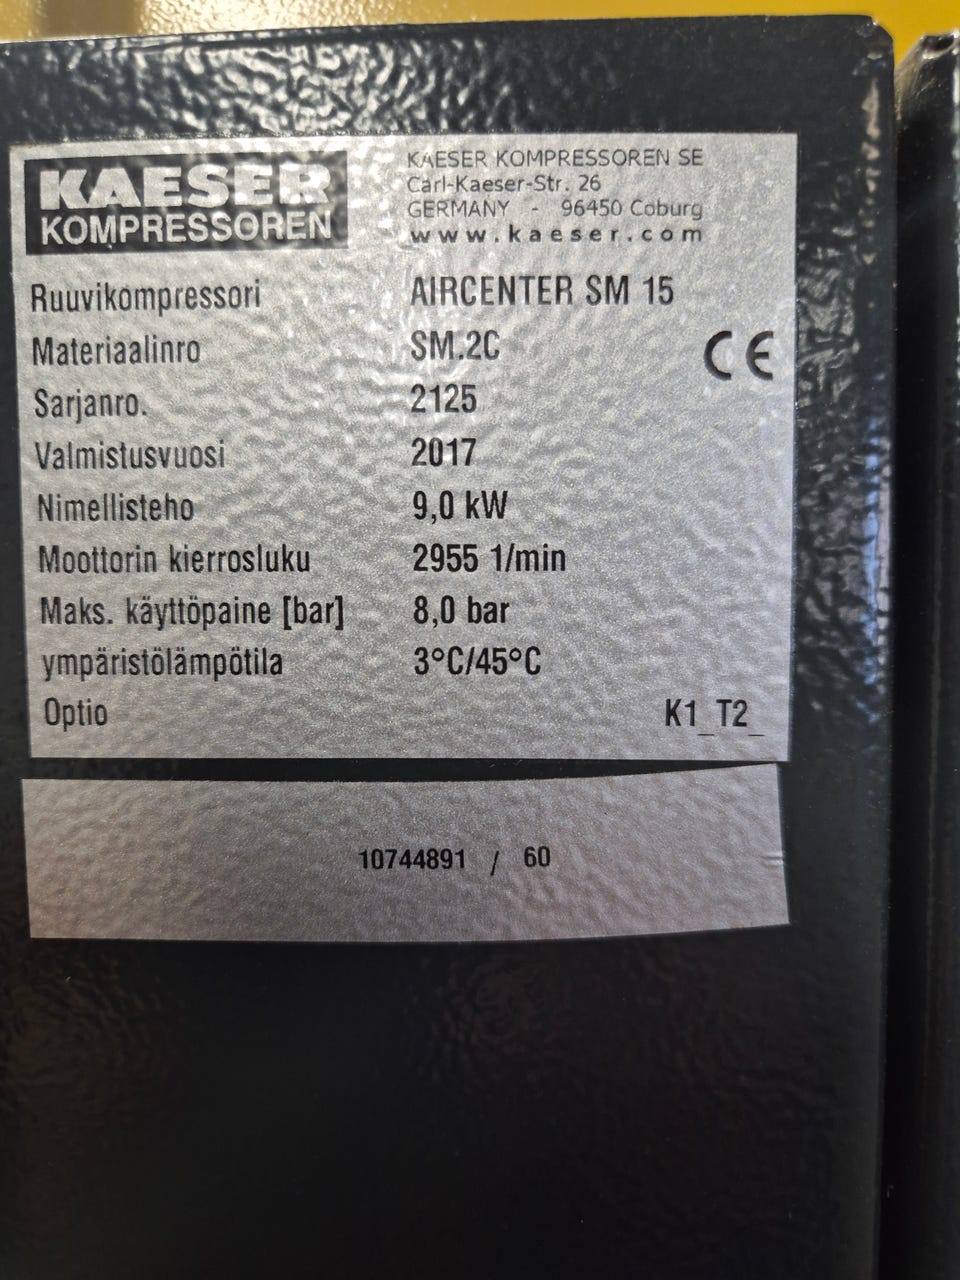 KAESER
KOMPRESSOREN
KAESER KOMPRESSOREN SE
Carl-Kaeser-Str. 26
GERMANY - 96450 Coburg
www.kaeser.com
Ruuvikompressori AIRCENTER SM 15
Materiaalinro SM.2C
CE
Sarjanro. 2125
Valmistusvuosi 2017
Nimellisteho 9,0 kW
Moottorin kierrosluku 2955 1/min
Maks. käyttöpaine [bar] 8,0 bar
ympäristölämpötila 3°C/45°C
Optio K1_T2_
10744891 / 60